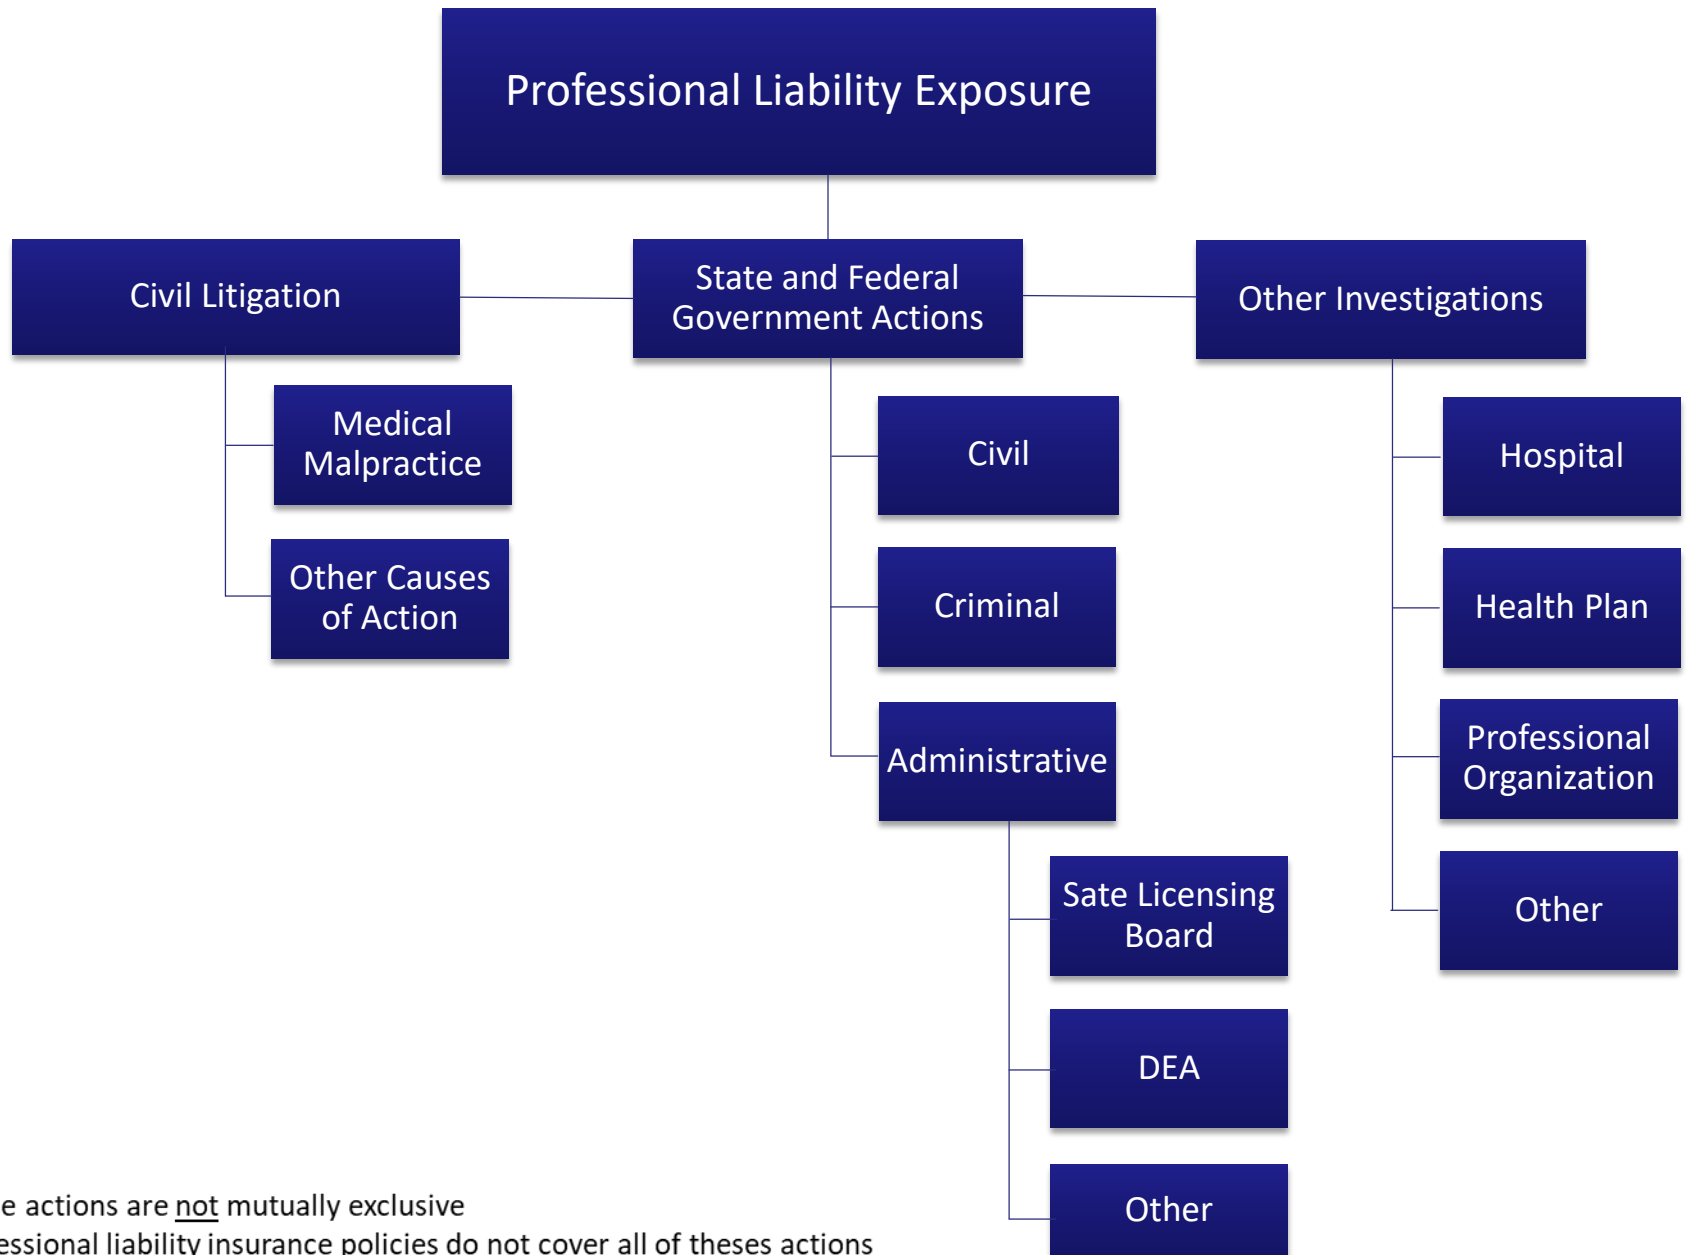 Professional Liability Exposure
Civil Litigation
State and Federal
Government Actions
Other Investigations
Medical
Malpractice
Other Causes
of Action
Civil
Criminal
Administrative
Sate Licensing
Board
DEA
Other
Hospital
Health Plan
Professional
Organization
Other
actions are not mutually exclusive
liability insurance policies do not cover all of theses actions